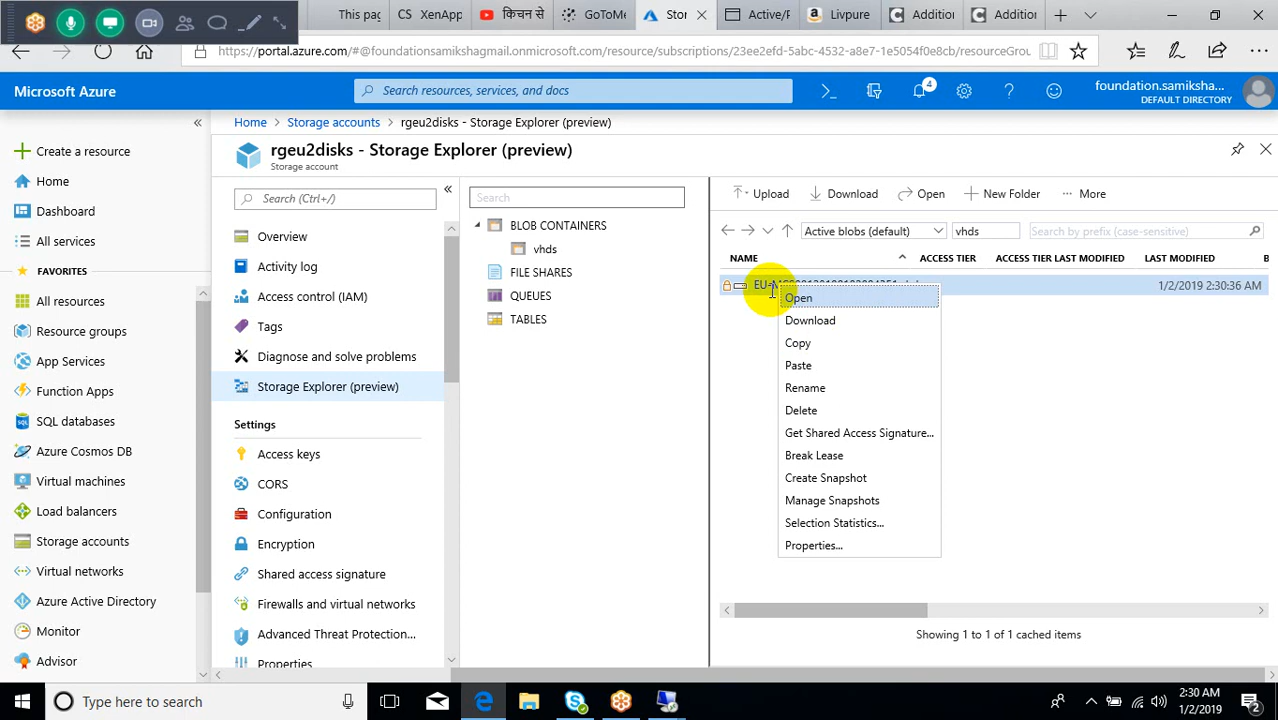 This pag
CS XenApp
किचन से
GoToMe
Stor
Active/
Livpure
Addition
Addition
https://portal.azure.com/#@foundationsamikshagmail.onmicrosoft.com/resource/subscriptions/23ee2efd-5abc-4532-a8e7-1e5054f0e8cb/resourceGrou
Microsoft Azure
Search resources, services, and docs
4
foundation.samiksha...
DEFAULT DIRECTORY
Home
Storage accounts
rgeu2disks - Storage Explorer (preview)
rgeu2disks - Storage Explorer (preview)
Storage account
Create a resource
Home
Dashboard
All services
FAVORITES
All resources
Resource groups
App Services
Function Apps
SQL databases
Azure Cosmos DB
Virtual machines
Load balancers
Storage accounts
Virtual networks
Azure Active Directory
Monitor
Advisor
Search (Ctrl+/)
Overview
Activity log
Access control (IAM)
Tags
Diagnose and solve problems
Storage Explorer (preview)
Settings
Access keys
CORS
Configuration
Encryption
Shared access signature
Firewalls and virtual networks
Advanced Threat Protection...
Properties
Search
BLOB CONTAINERS
vhds
FILE SHARES
QUEUES
TABLES
Upload
Download
Open
New Folder
More
Active blobs (default)
vhds
Search by prefix (case-sensitive)
NAME
ACCESS TIER
ACCESS TIER LAST MODIFIED
LAST MODIFIED
B
1/2/2019 2:30:36 AM
Open
Download
Copy
Paste
Rename
Delete
Get Shared Access Signature...
Break Lease
Create Snapshot
Manage Snapshots
Selection Statistics...
Properties...
Showing 1 to 1 of 1 cached items
Type here to search
2:30 AM
1/2/2019
2